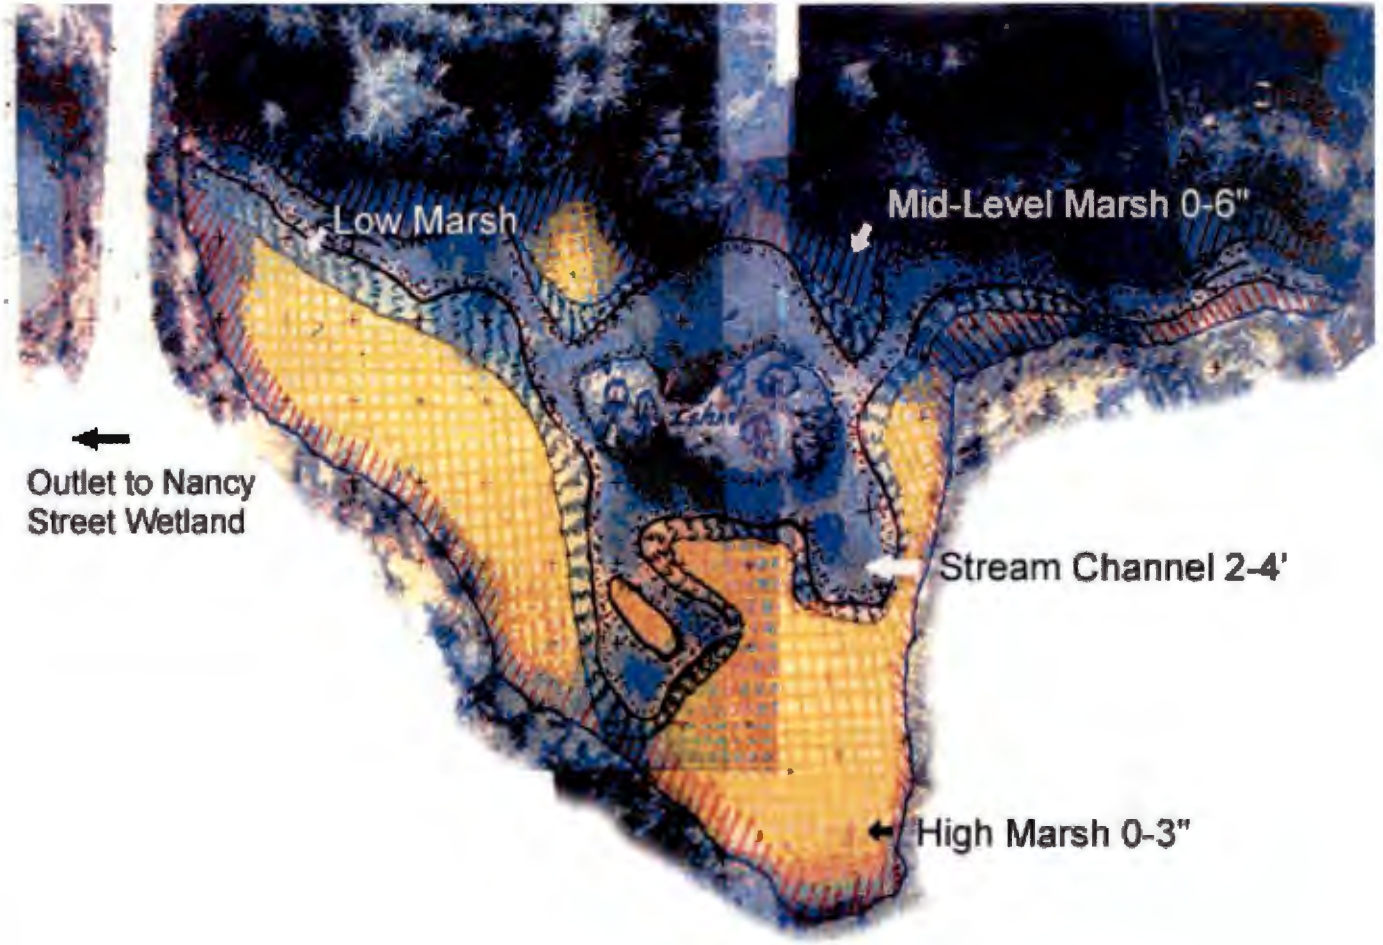 Mid-Level Marsh 0-6"
Low Marsh
Outlet to Nancy
Street Wetland
Stream Channel 2-4'
High Marsh 0-3"